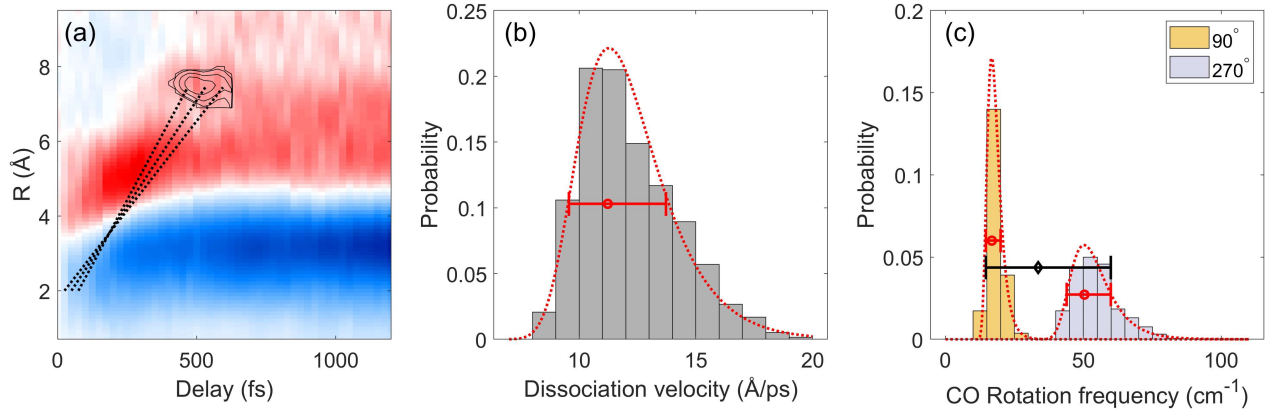 (a)
8
6
4
2
R (Å)
0
500
1000
Delay (fs)
(b)
0.25
0.2
0.15
0.1
0.05
0
Probability
10
15
20
Dissociation velocity (Å/ps)
(c)
90°
270°
0.2
0.15
0.1
0.05
0
Probability
0
50
100
CO Rotation frequency (cm⁻¹)